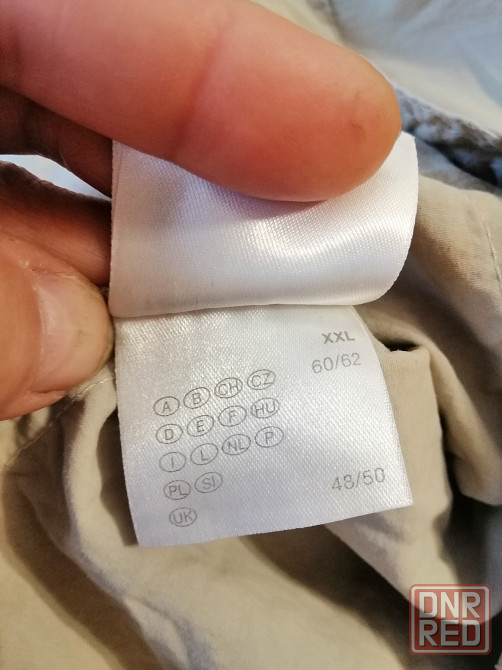 XXL
60/62
A B CH CZ
D E F HU
I L NL P
PL SI
48/50
UK
DNR
RED